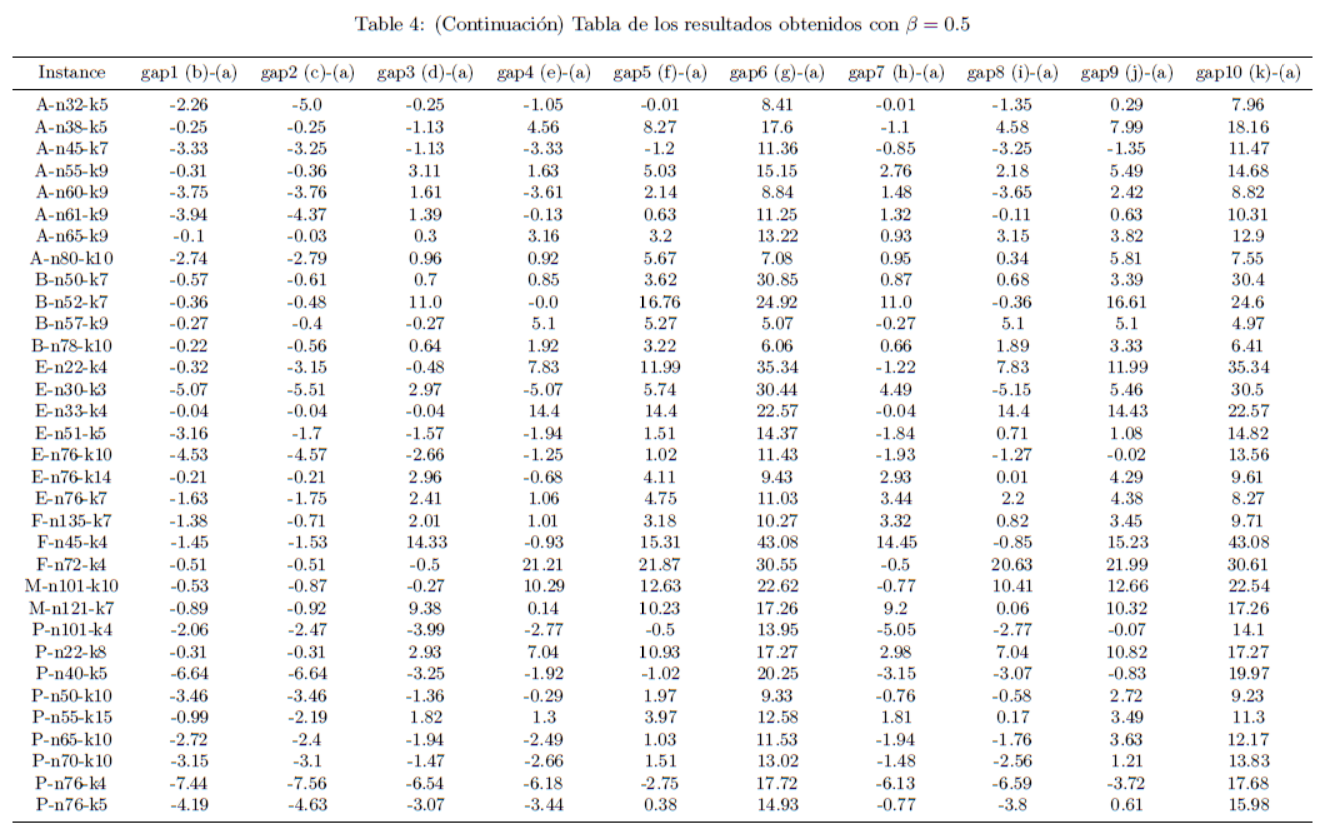 Table 4: (Continuación) Tabla de los resultados obtenidos con β = 0.5
Instance gap1 (b)-(a) gap2 (c)-(a) gap3 (d)-(a) gap4 (e)-(a) gap5 (f)-(a) gap6 (g)-(a) gap7 (h)-(a) gap8 (i)-(a) gap9 (j)-(a) gap10 (k)-(a)
A-n32-k5 -2.26 -5.0 -0.25 -1.05 -0.01 8.41 -0.01 -1.35 0.29 7.96
A-n38-k5 -0.25 -0.25 -1.13 4.56 8.27 17.6 -1.1 4.58 7.99 18.16
A-n45-k7 -3.33 -3.25 -1.13 -3.33 -1.2 11.36 -0.85 -3.25 -1.35 11.47
A-n55-k9 -0.31 -0.36 3.11 1.63 5.03 15.15 2.76 2.18 5.49 14.68
A-n60-k9 -3.75 -3.76 1.61 -3.61 2.14 8.84 1.48 -3.65 2.42 8.82
A-n61-k9 -3.94 -4.37 1.39 -0.13 0.63 11.25 1.32 -0.11 0.63 10.31
A-n65-k9 -0.1 -0.03 0.3 3.16 3.2 13.22 0.93 3.15 3.82 12.9
A-n80-k10 -2.74 -2.79 0.96 0.92 5.67 7.08 0.95 0.34 5.81 7.55
B-n50-k7 -0.57 -0.61 0.7 0.85 3.62 30.85 0.87 0.68 3.39 30.4
B-n52-k7 -0.36 -0.48 11.0 -0.0 16.76 24.92 11.0 -0.36 16.61 24.6
B-n57-k9 -0.27 -0.4 -0.27 5.1 5.27 5.07 -0.27 5.1 5.1 4.97
B-n78-k10 -0.22 -0.56 0.64 1.92 3.22 6.06 0.66 1.89 3.33 6.41
E-n22-k4 -0.32 -3.15 -0.48 7.83 11.99 35.34 -1.22 7.83 11.99 35.34
E-n30-k3 -5.07 -5.51 2.97 -5.07 5.74 30.44 4.49 -5.15 5.46 30.5
E-n33-k4 -0.04 -0.04 -0.04 14.4 14.4 22.57 -0.04 14.4 14.43 22.57
E-n51-k5 -3.16 -1.7 -1.57 -1.94 1.51 14.37 -1.84 0.71 1.08 14.82
E-n76-k10 -4.53 -4.57 -2.66 -1.25 1.02 11.43 -1.93 -1.27 -0.02 13.56
E-n76-k14 -0.21 -0.21 2.96 -0.68 4.11 9.43 2.93 0.01 4.29 9.61
E-n76-k7 -1.63 -1.75 2.41 1.06 4.75 11.03 3.44 2.2 4.38 8.27
F-n135-k7 -1.38 -0.71 2.01 1.01 3.18 10.27 3.32 0.82 3.45 9.71
F-n45-k4 -1.45 -1.53 14.33 -0.93 15.31 43.08 14.45 -0.85 15.23 43.08
F-n72-k4 -0.51 -0.51 -0.5 21.21 21.87 30.55 -0.5 20.63 21.99 30.61
M-n101-k10 -0.53 -0.87 -0.27 10.29 12.63 22.62 -0.77 10.41 12.66 22.54
M-n121-k7 -0.89 -0.92 9.38 0.14 10.23 17.26 9.2 0.06 10.32 17.26
P-n101-k4 -2.06 -2.47 -3.99 -2.77 -0.5 13.95 -5.05 -2.77 -0.07 14.1
P-n22-k8 -0.31 -0.31 2.93 7.04 10.93 17.27 2.98 7.04 10.82 17.27
P-n40-k5 -6.64 -6.64 -3.25 -1.92 -1.02 20.25 -3.15 -3.07 -0.83 19.97
P-n50-k10 -3.46 -3.46 -1.36 -0.29 1.97 9.33 -0.76 -0.58 2.72 9.23
P-n55-k15 -0.99 -2.19 1.82 1.3 3.97 12.58 1.81 0.17 3.49 11.3
P-n65-k10 -2.72 -2.4 -1.94 -2.49 1.03 11.53 -1.94 -1.76 3.63 12.17
P-n70-k10 -3.15 -3.1 -1.47 -2.66 1.51 13.02 -1.48 -2.56 1.21 13.83
P-n76-k4 -7.44 -7.56 -6.54 -6.18 -2.75 17.72 -6.13 -6.59 -3.72 17.68
P-n76-k5 -4.19 -4.63 -3.07 -3.44 0.38 14.93 -0.77 -3.8 0.61 15.98